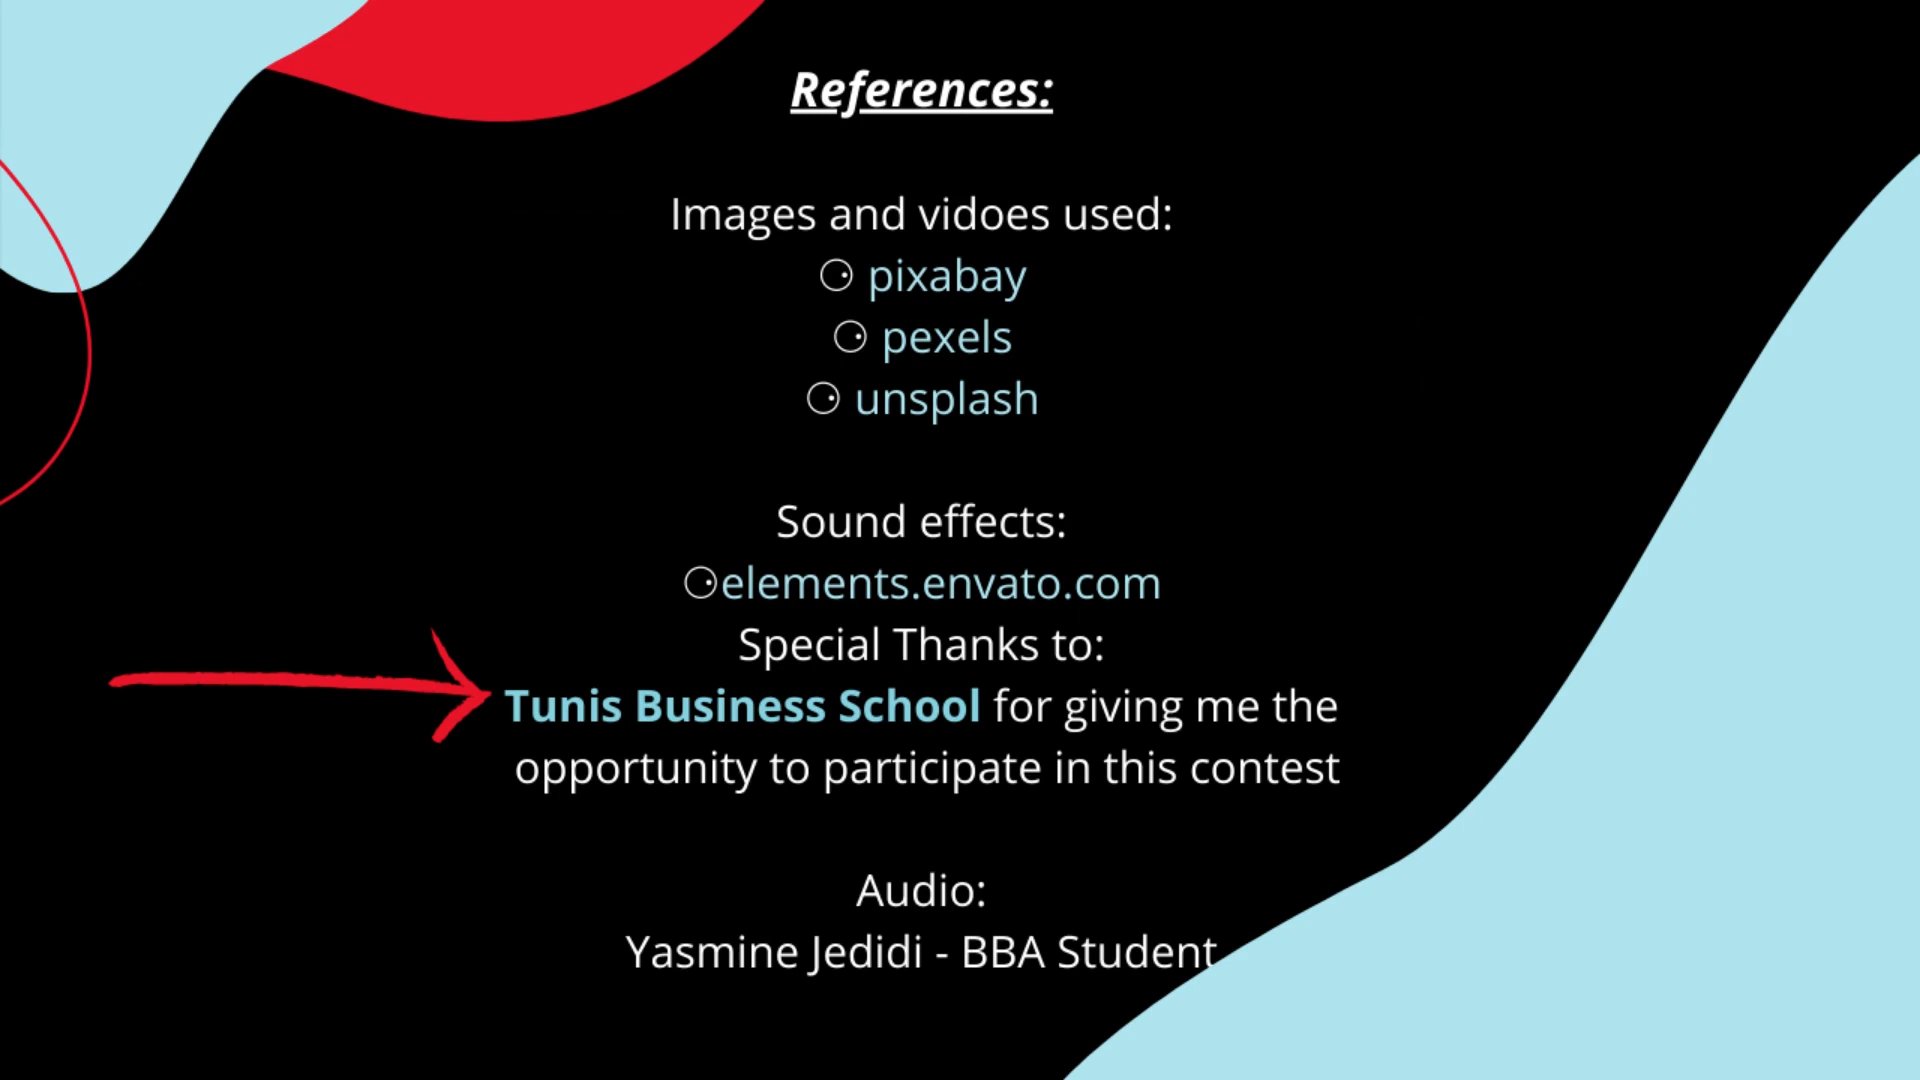 References:
Images and vidoes used:
⚆ pixabay
⚆ pexels
⚆ unsplash
Sound effects:
⚆elements.envato.com
Special Thanks to:
Tunis Business School for giving me the
opportunity to participate in this contest
Audio:
Yasmine Jedidi - BBA Student